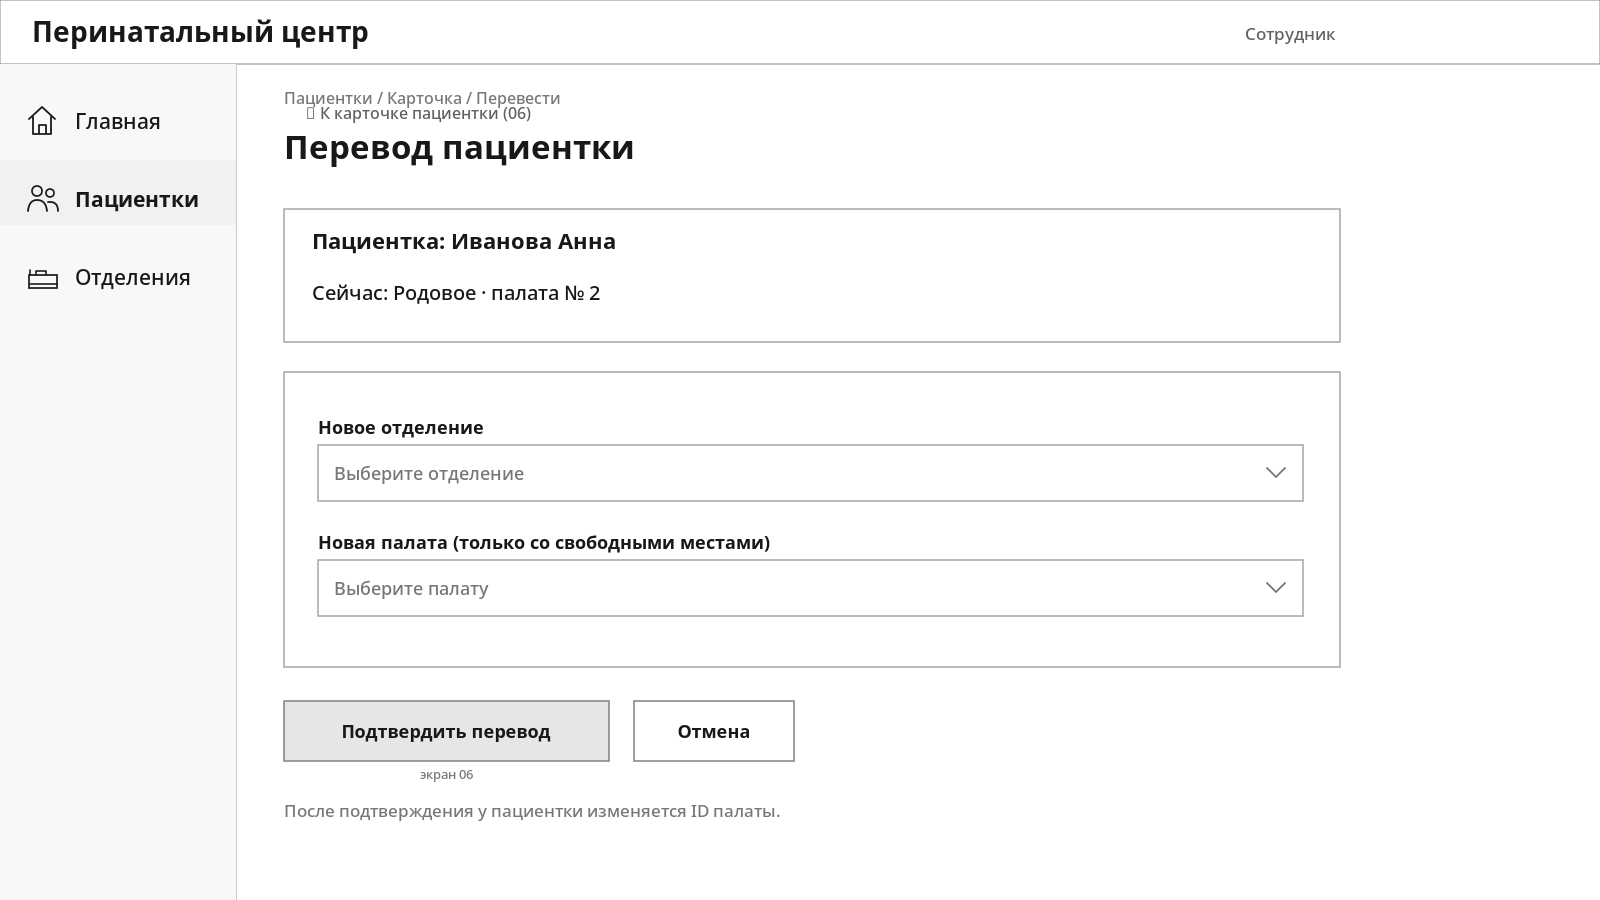 Перинатальный центр
Сотрудник
Главная
Пациентки
Отделения
Пациентки / Карточка / Перевести
К карточке пациентки (06)
Перевод пациентки
Пациентка: Иванова Анна
Сейчас: Родовое · палата № 2
Новое отделение
Выберите отделение
Новая палата (только со свободными местами)
Выберите палату
Подтвердить перевод
Отмена
экран 06
После подтверждения у пациентки изменяется ID палаты.